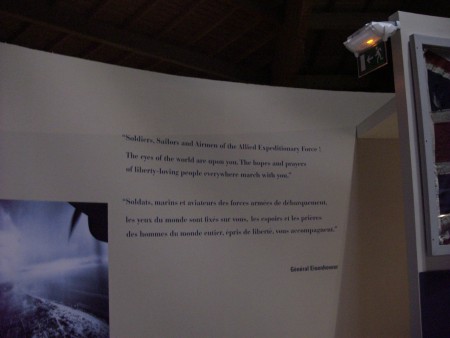 "Soldiers, Sailors and Airmen of the Allied Expeditionary Force !
The eyes of the world are upon you. The hopes and prayers
of liberty-loving people everywhere march with you."
"Soldats, marins et aviateurs des forces armées de débarquement,
les yeux du monde sont fixés sur vous, les espoirs et les prières
des hommes du monde entier, épris de liberté, vous accompagnent."
General Eisenhower